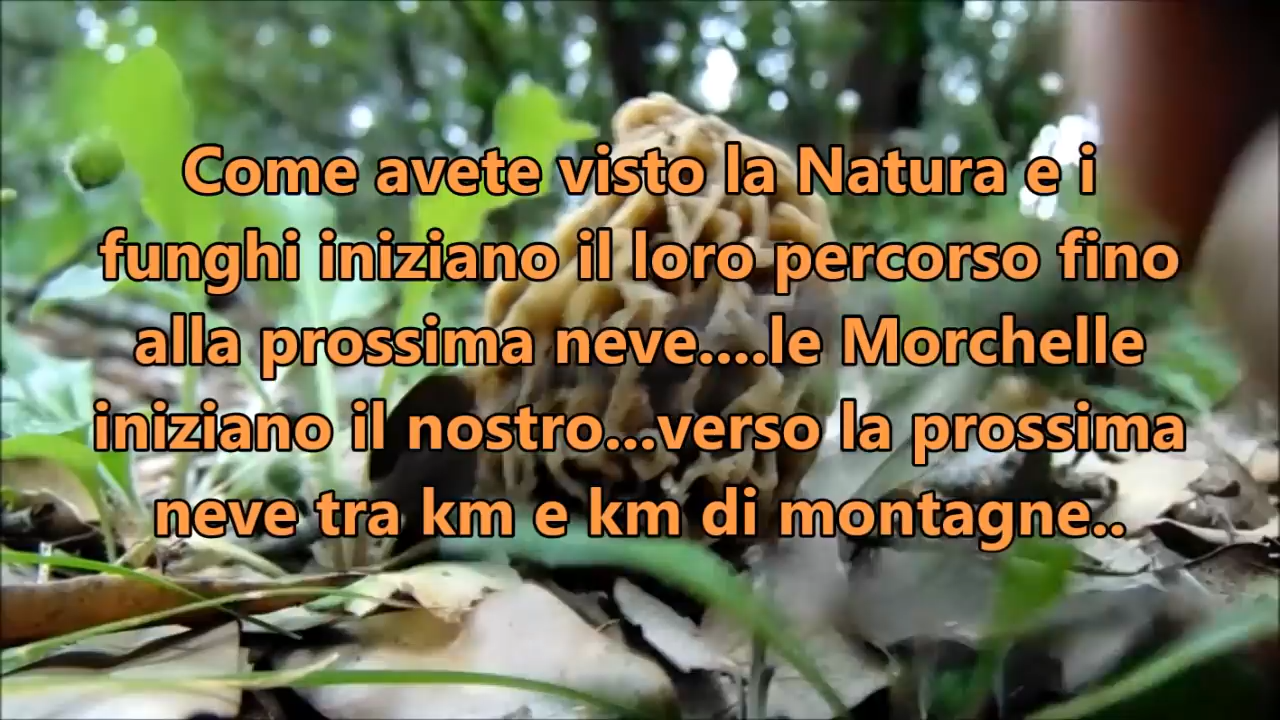 Come avete visto la Natura e i
funghi iniziano il loro percorso fino
alla prossima neve....le Morchelle
iniziano il nostro...verso la prossima
neve tra km e km di montagne..